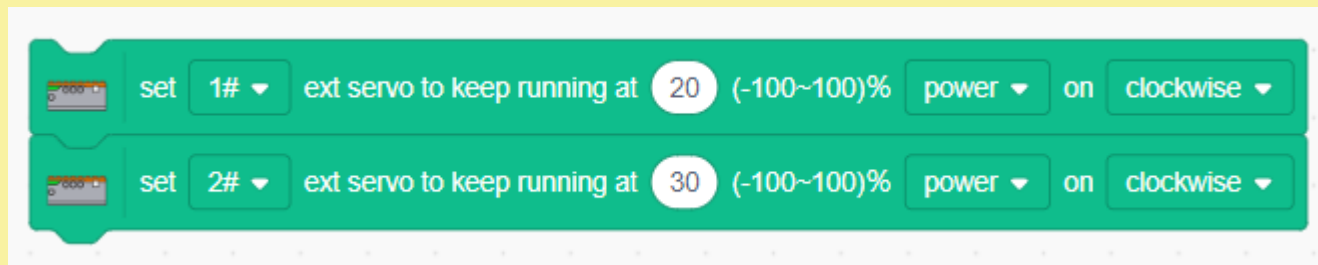 set 1# ext servo to keep running at 20 (-100~100)% power on clockwise
set 2# ext servo to keep running at 30 (-100~100)% power on clockwise